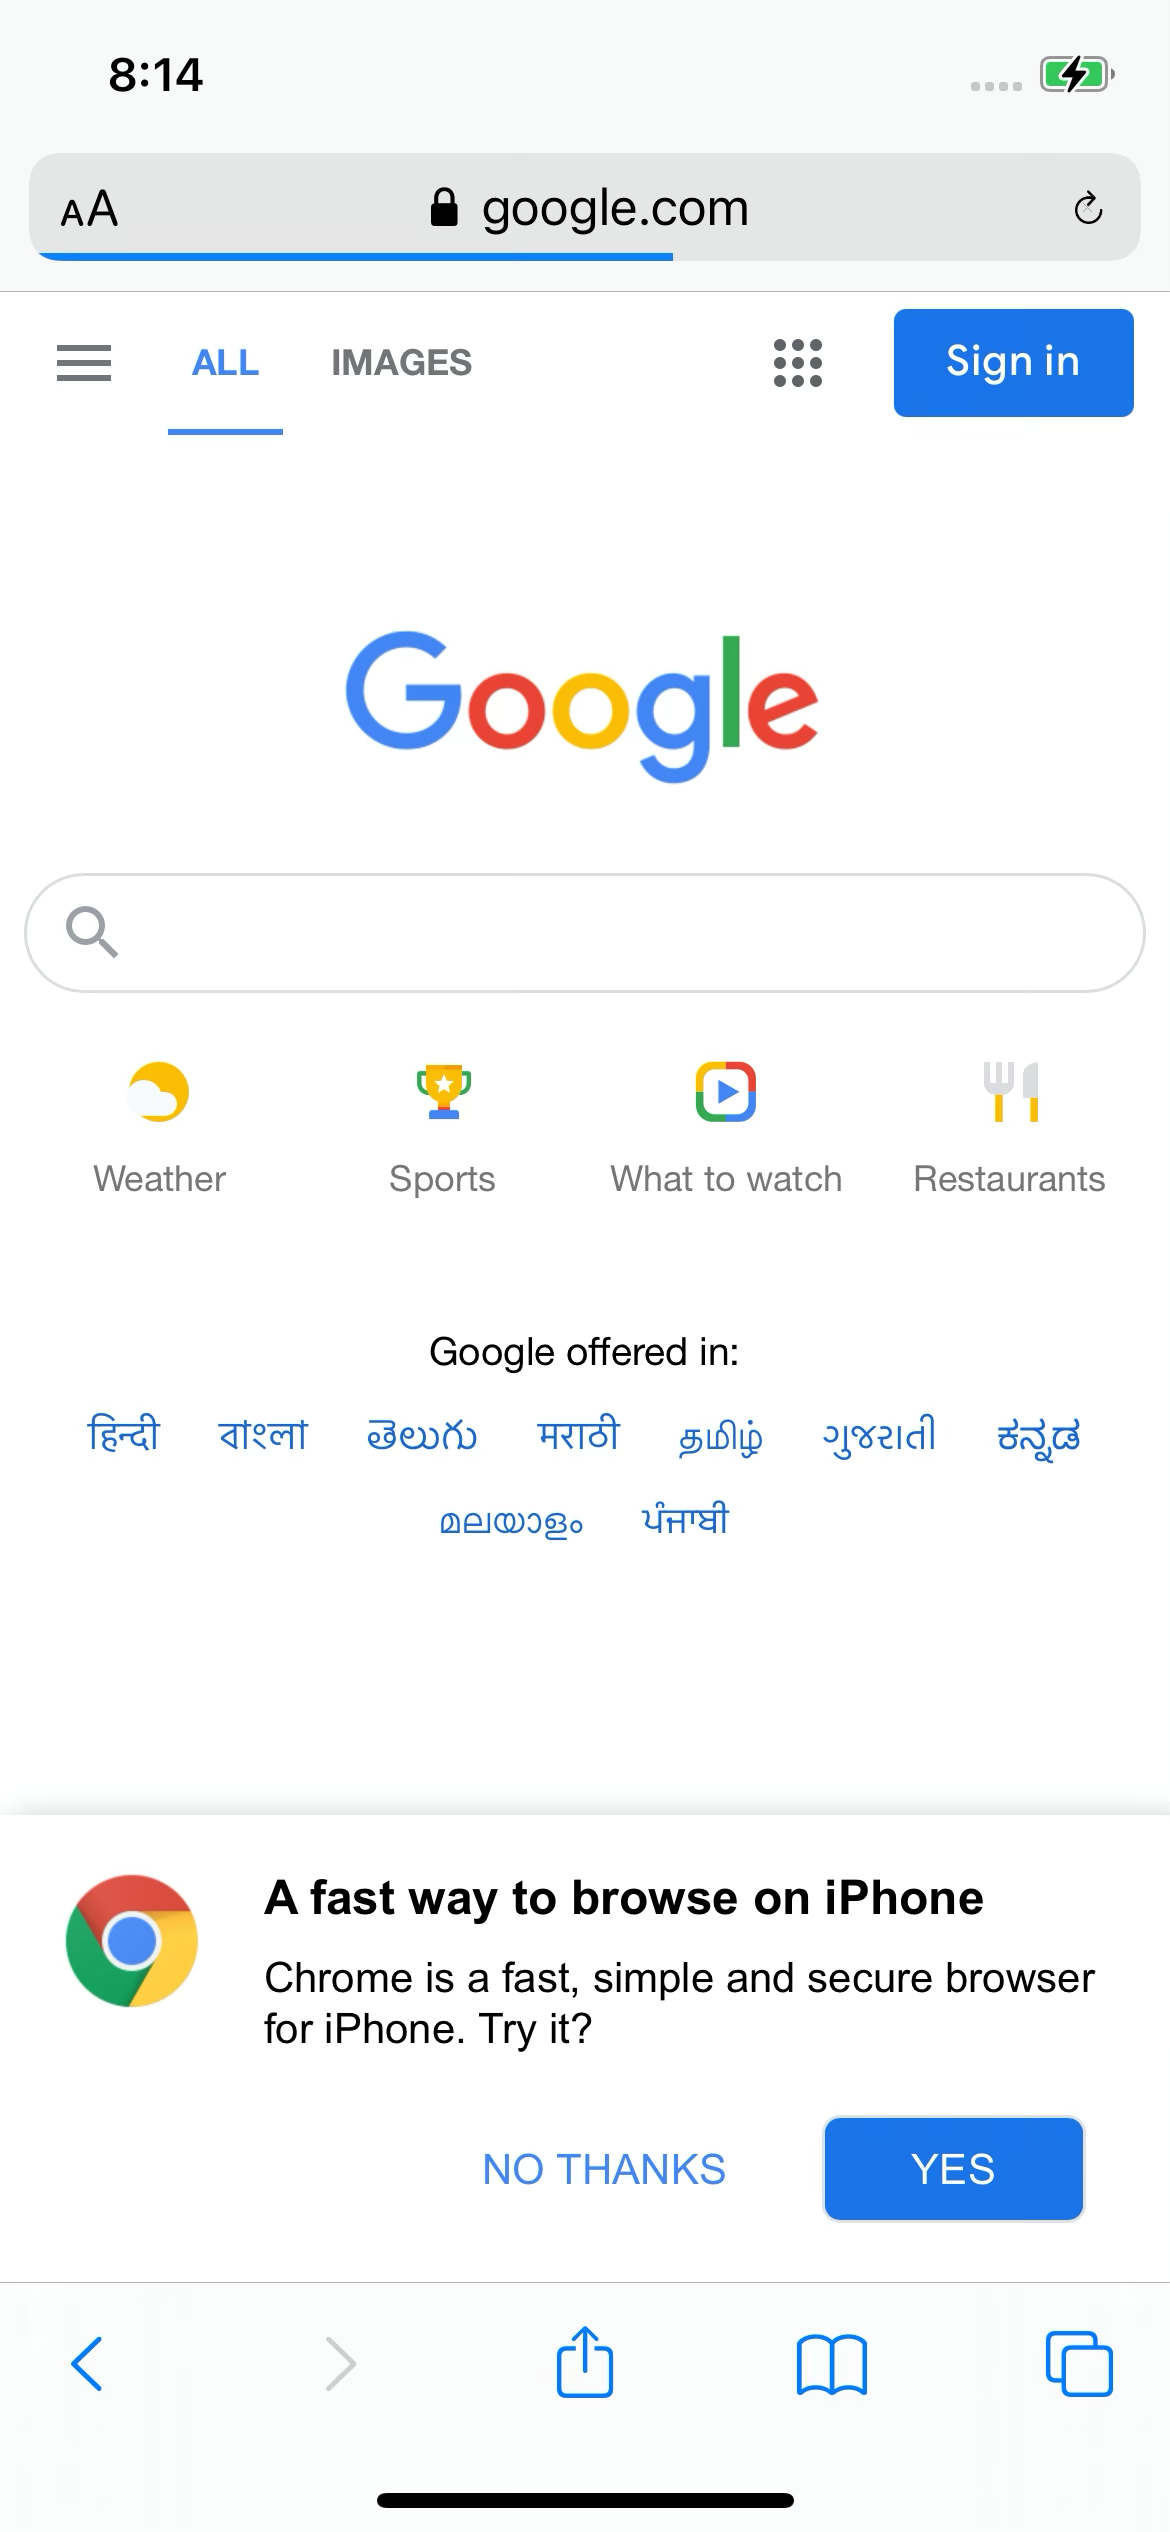 8:14
AA google.com
ALL IMAGES Sign in
Google
Weather Sports What to watch Restaurants
Google offered in:
हिन्दी বাংলা తెలుగు मराठी தமிழ் ગુજરાતી ಕನ್ನಡ
മലയാളം ਪੰਜਾਬੀ
A fast way to browse on iPhone
Chrome is a fast, simple and secure browser
for iPhone. Try it?
NO THANKS YES